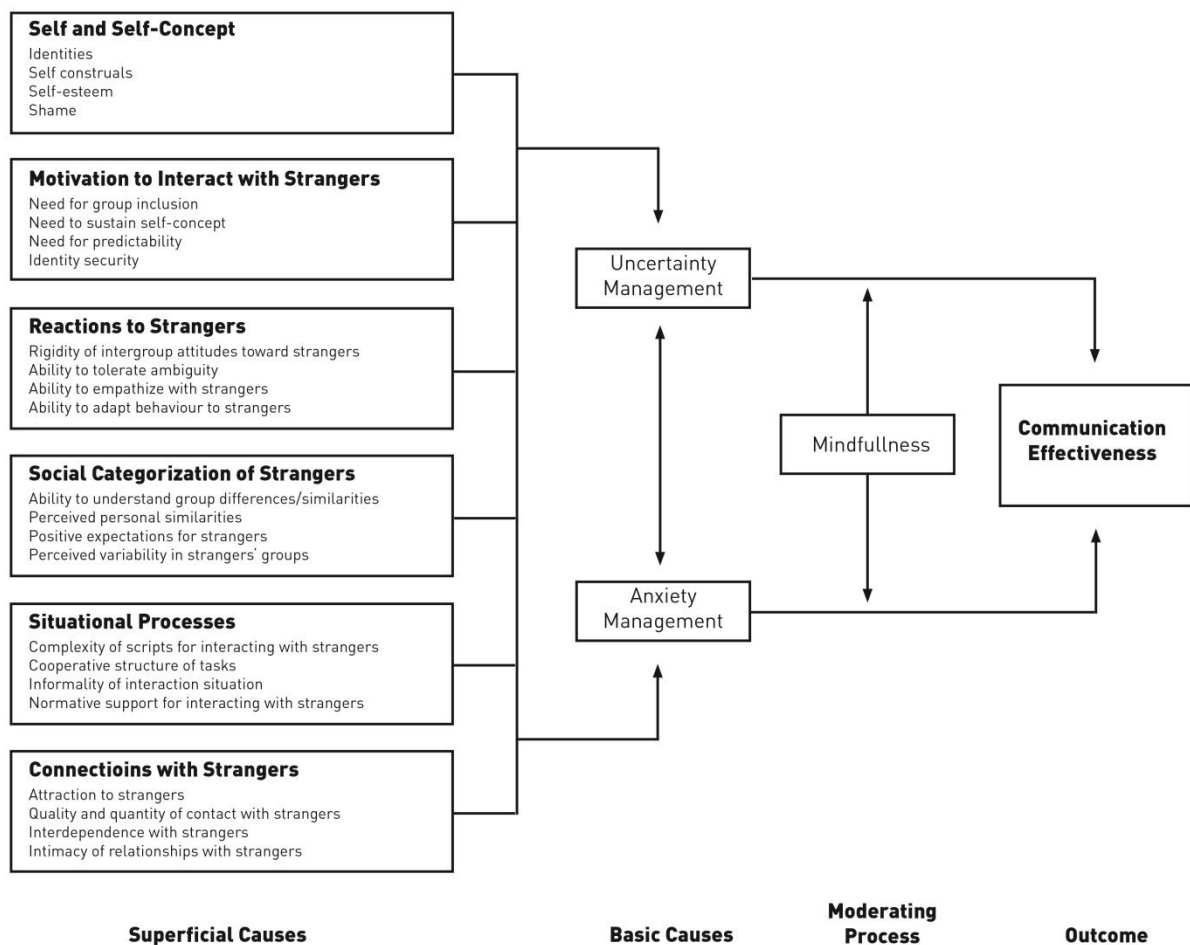 Self and Self-Concept
Identities
Self construals
Self-esteem
Shame
Motivation to Interact with Strangers
Need for group inclusion
Need to sustain self-concept
Need for predictability
Identity security
Reactions to Strangers
Rigidity of intergroup attitudes toward strangers
Ability to tolerate ambiguity
Ability to empathize with strangers
Ability to adapt behaviour to strangers
Social Categorization of Strangers
Ability to understand group differences/similarities
Perceived personal similarities
Positive expectations for strangers
Perceived variability in strangers' groups
Situational Processes
Complexity of scripts for interacting with strangers
Cooperative structure of tasks
Informality of interaction situation
Normative support for interacting with strangers
Connectioins with Strangers
Attraction to strangers
Quality and quantity of contact with strangers
Interdependence with strangers
Intimacy of relationships with strangers
Uncertainty
Management
Anxiety
Management
Mindfullness
Communication
Effectiveness
Superficial Causes
Basic Causes
Moderating
Process
Outcome